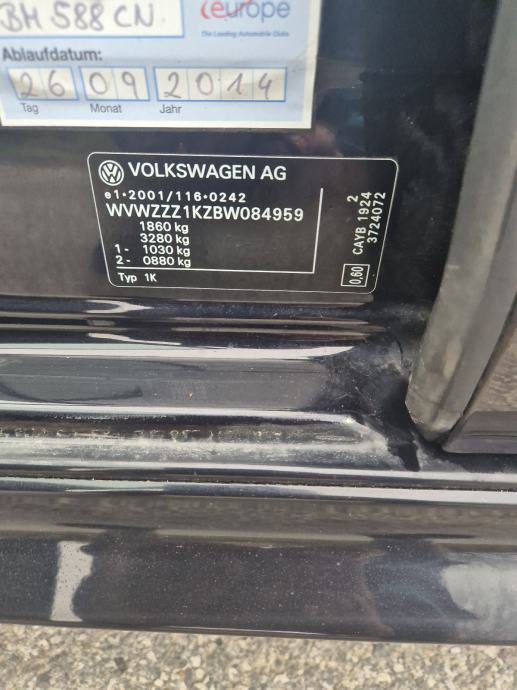 BM 588 CN
europe
The Leading Automobile Clubs
Ablaufdatum:
26 09 2014
Tag Monat Jahr
VOLKSWAGEN AG
e1*2001/116*0242
WVWZZZ1KZBW084959
1860 kg
3280 kg
1- 1030 kg
2- 0880 kg
Typ 1K
2
CAYB 1924
3724072
0,60